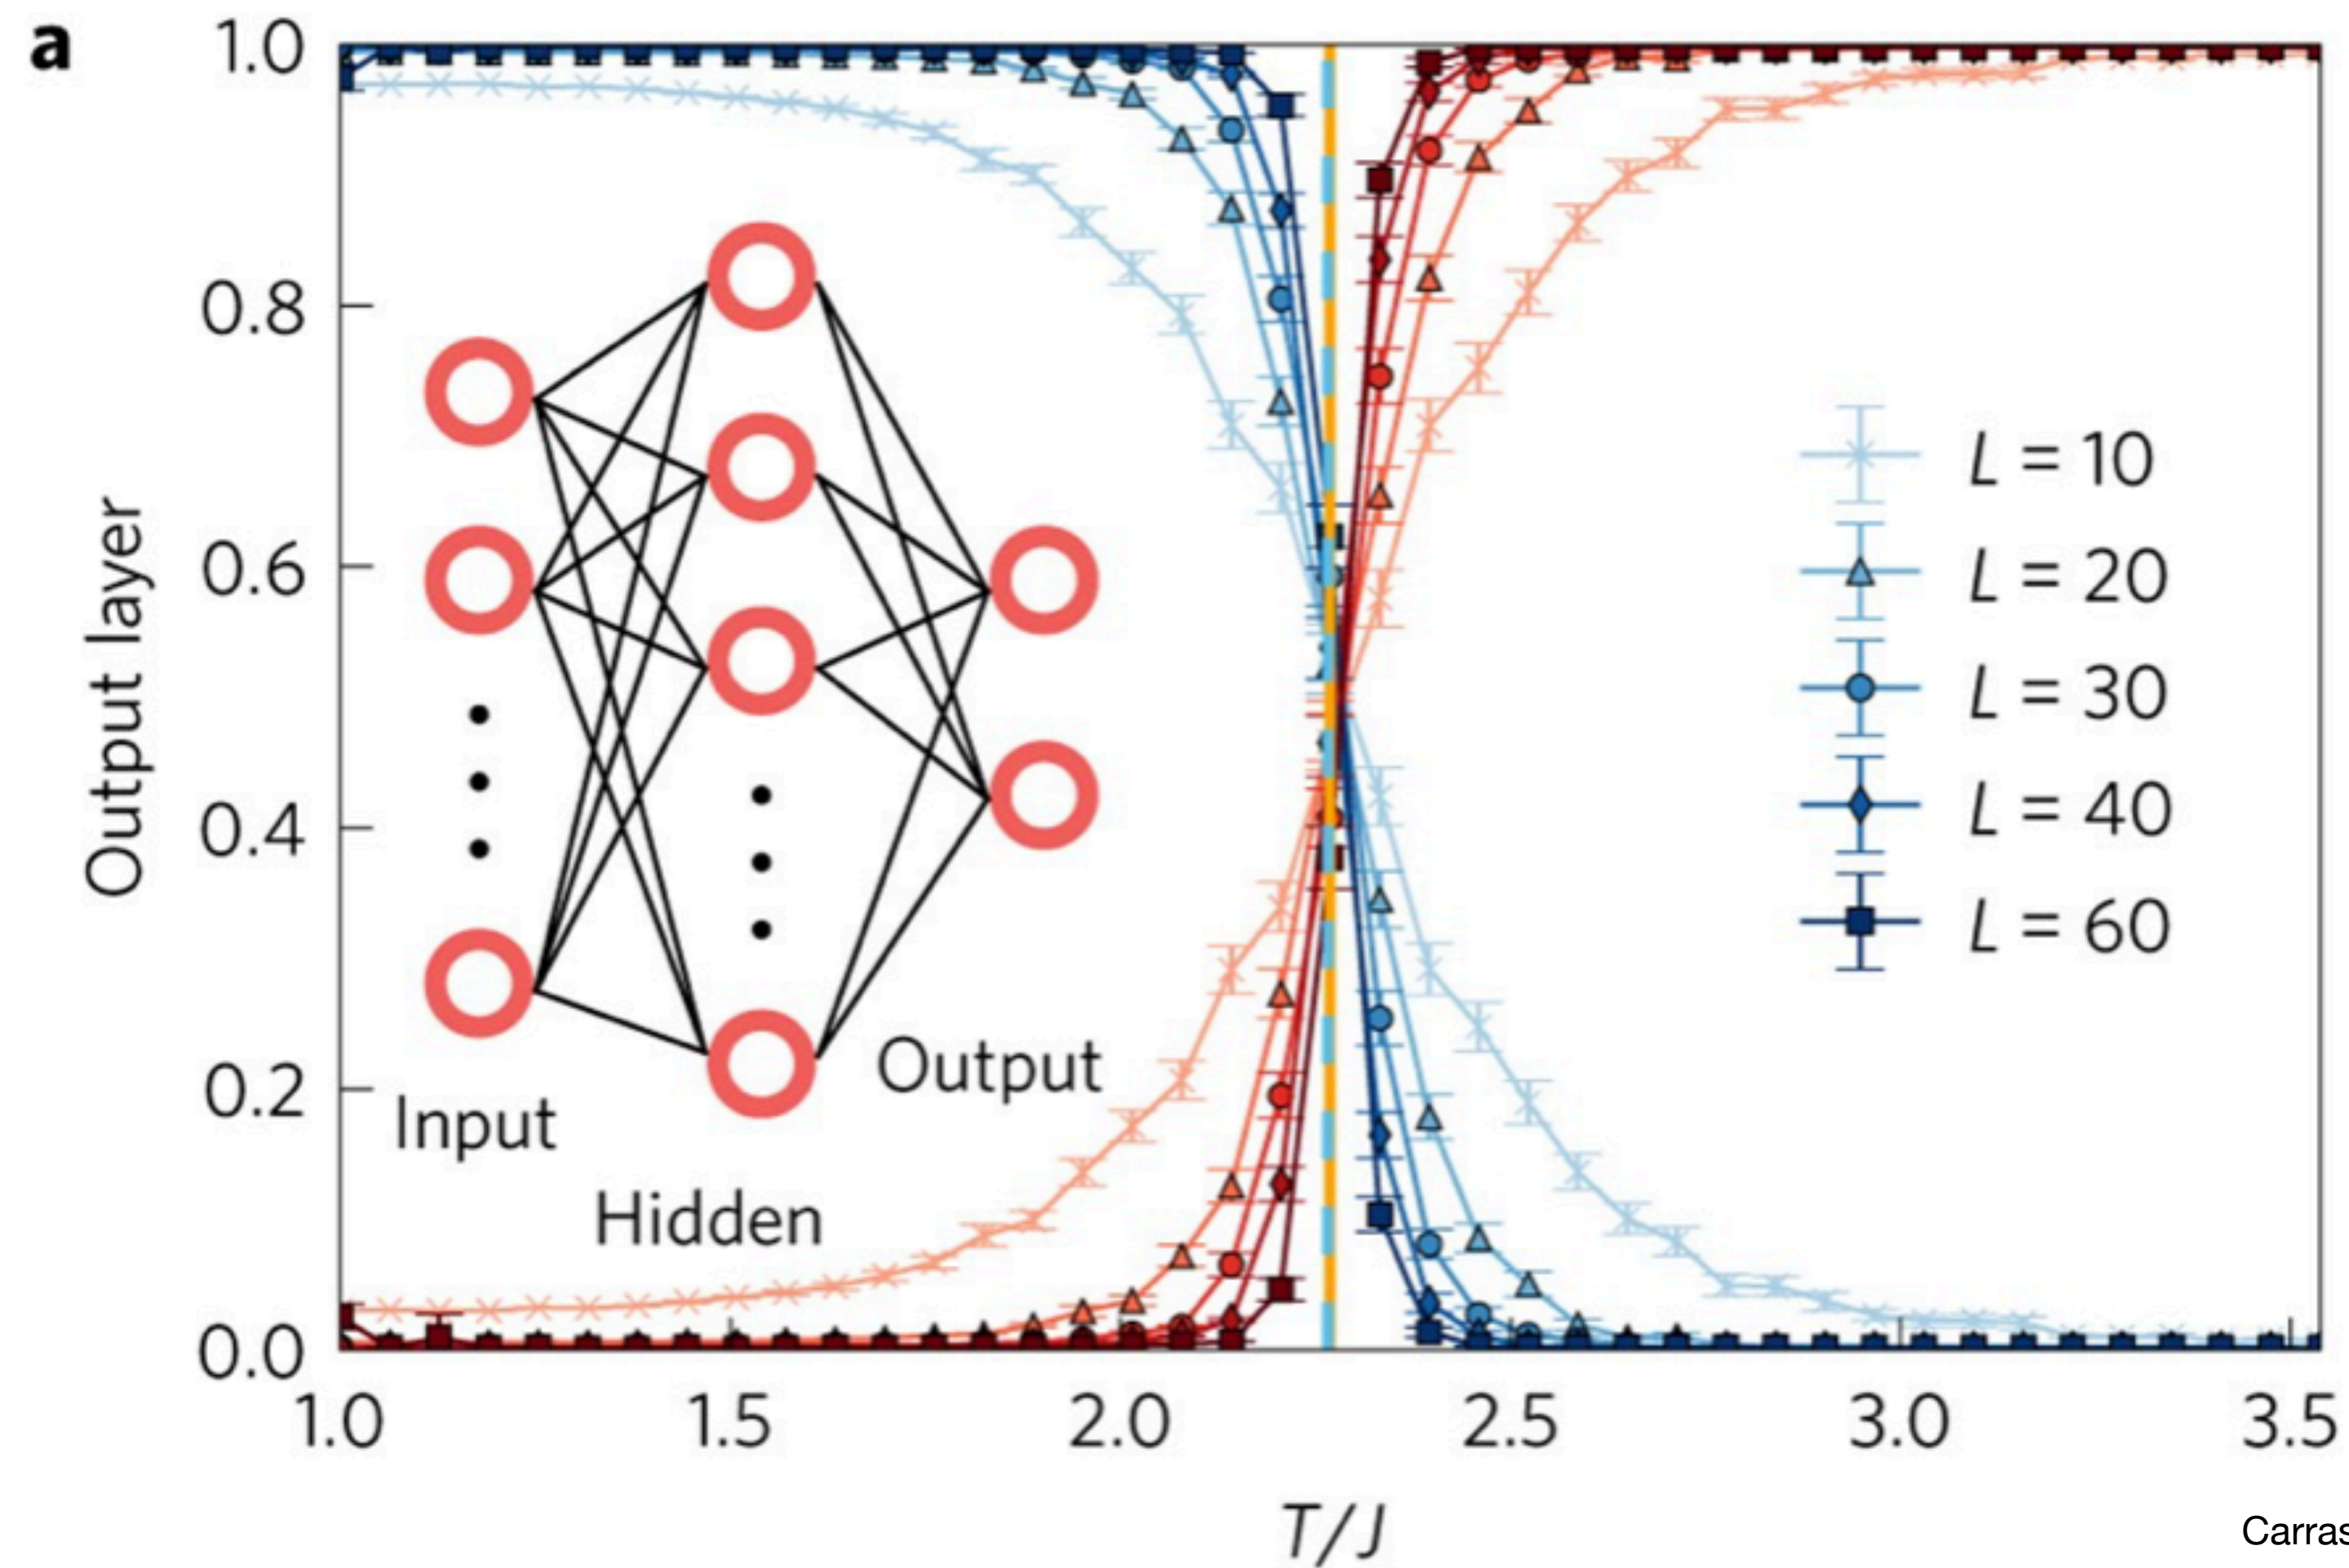 a
1.0
0.8
0.6
0.4
0.2
0.0
Output layer
Input
Hidden
Output
L = 10
L = 20
L = 30
L = 40
L = 60
1.0 1.5 2.0 2.5 3.0 3.5
T/J
Carras